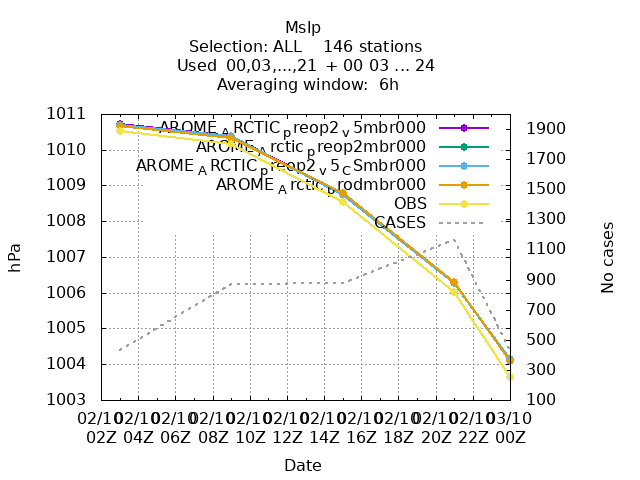 Mslp
Selection: ALL    146 stations
Used  00,03,...,21  + 00 03 ... 24
Averaging window:  6h
1011
1010
1009
1008
1007
1006
1005
1004
1003
hPa
AROME_ARCTIC_preop2_v5mbr000
AROME_Arctic_preop2mbr000
AROME_ARCTIC_preop2_v5_CSmbr000
AROME_Arctic_prodmbr000
OBS
CASES
1900
1700
1500
1300
1100
900
700
500
300
100
No cases
02/10 02/10 02/10 02/10 02/10 02/10 02/10 02/10 02/10 02/10 02/10 03/10
02Z 04Z 06Z 08Z 10Z 12Z 14Z 16Z 18Z 20Z 22Z 00Z
Date